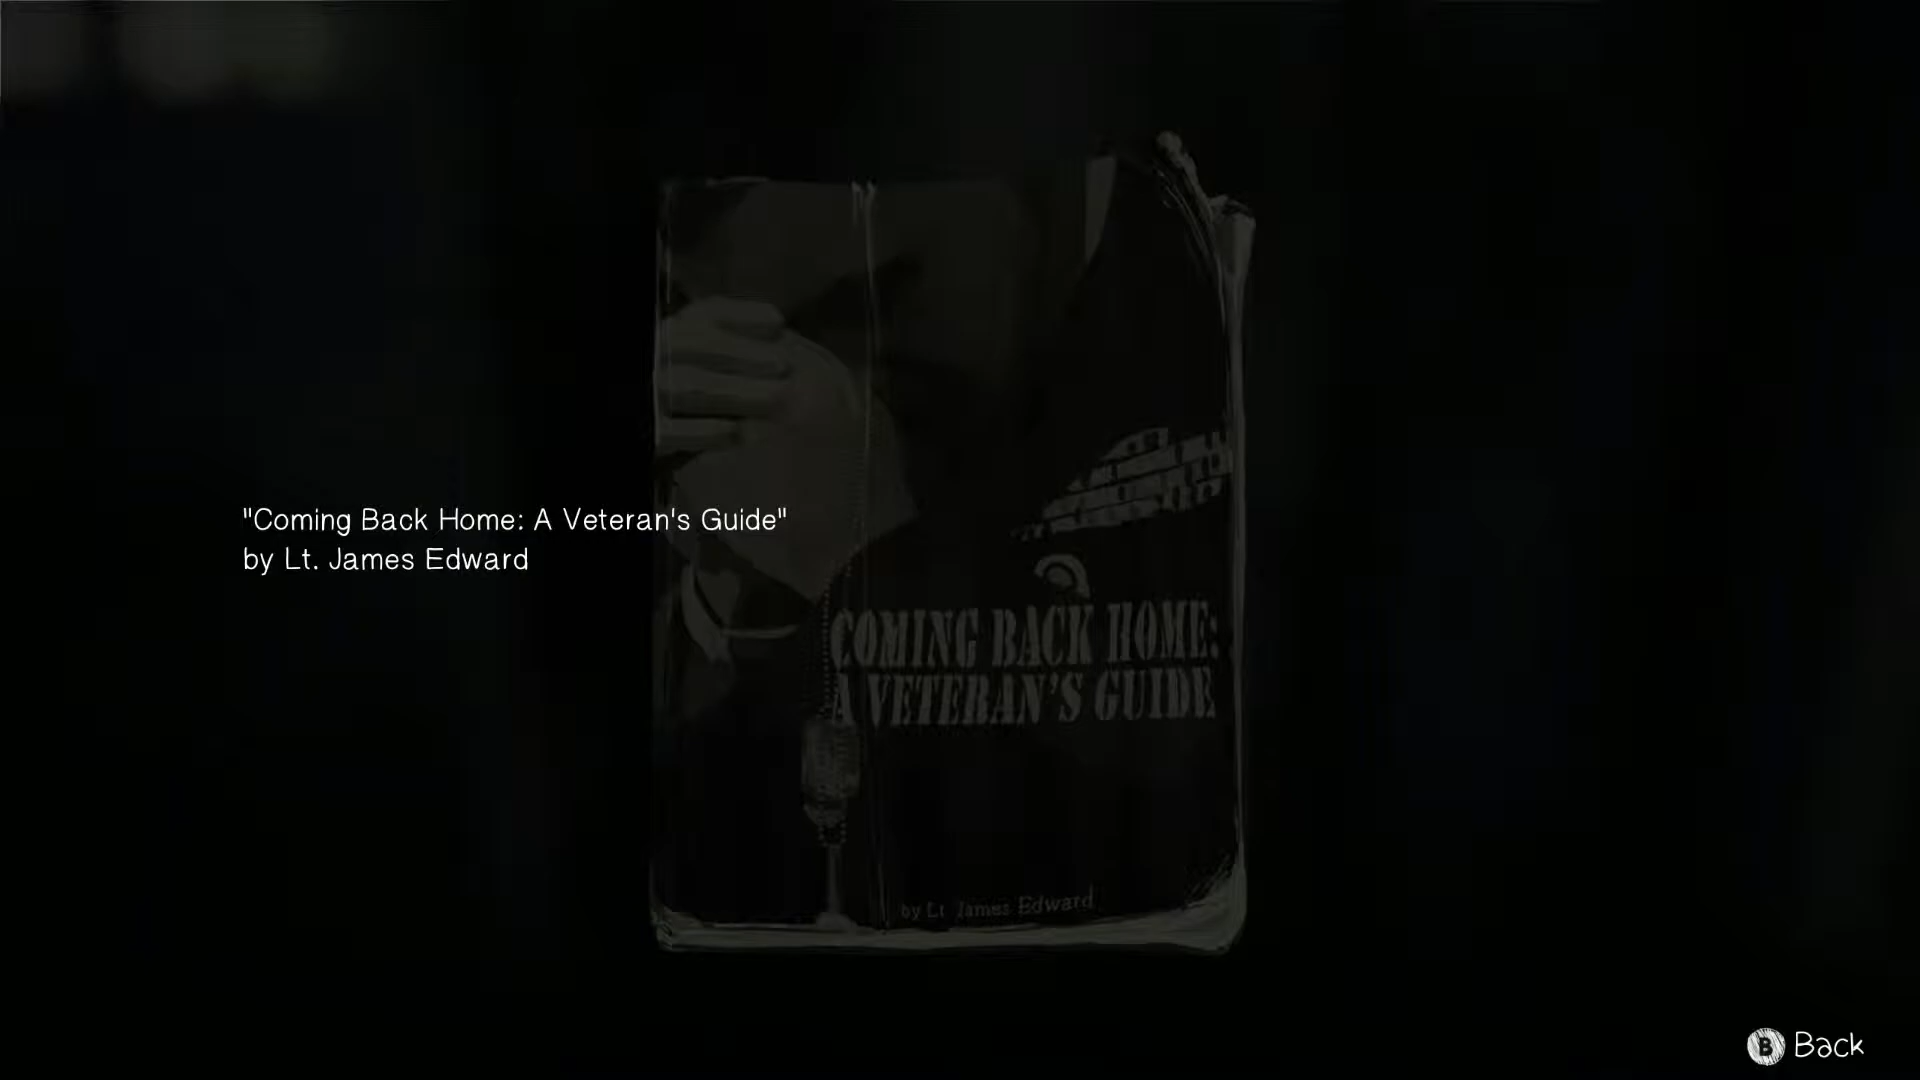 "Coming Back Home: A Veteran's Guide"
by Lt. James Edward
COMING BACK HOME:
A VETERAN'S GUIDE
by Lt James Edward
B Back